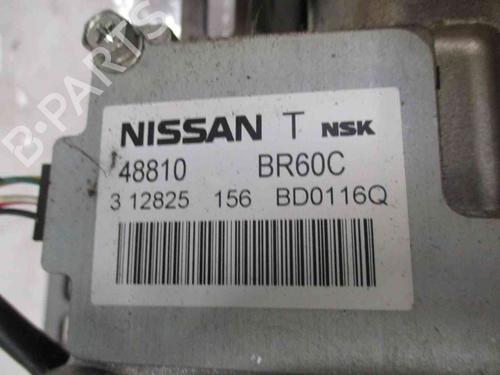 B-PARTS
NISSAN T NSK
48810 BR60C
3 12825 156 BD0116Q